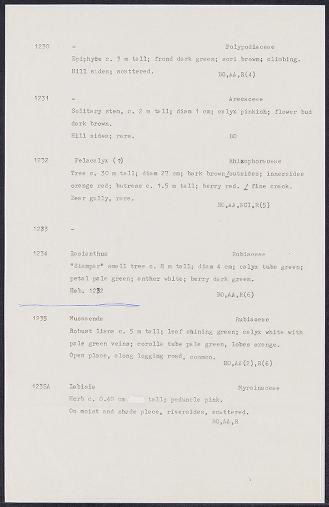 1230 - Polypodiaceae
Epiphyte c. 3 m tall; frond dark green; sori brown; climbing.
Hill sides; scattered.
BO,AA,R(4)
1231 - Arecaceae
Solitary stem, c. 2 m tall; diam 1 cm; calyx pinkish; flower bud
dark brown.
Hill sides; rare.
BO
1232 Pelacalyx (?) Rhizophoraceae
Tree c. 30 m tall; diam 27 cm; bark brown/outsides; innersides
orange red; butress c. 1.5 m tall; berry red. / fine crack.
Near gully, rare.
BO,AA,NCI,R(5)
1233 -
1234 Lasianthus Rubiaceae
"Stamper" small tree c. 8 m tall; diam 4 cm; calyx tube green;
petal pale green; anther white; berry dark green.
Hab. 1232
BO,AA,R(6)
1235 Mussaenda Rubiaceae
Robust liana c. 5 m tall; leaf shining green; calyx white with
pale green veins; corolla tube pale green, lobes orange.
Open place, along logging road, common.
BO,AA(2),R(6)
1235A Labisia Myrsinaceae
Herb c. 0.40 cm tall; peduncle pink.
On moist and shade place, riversides, scattered.
BO,AA,R